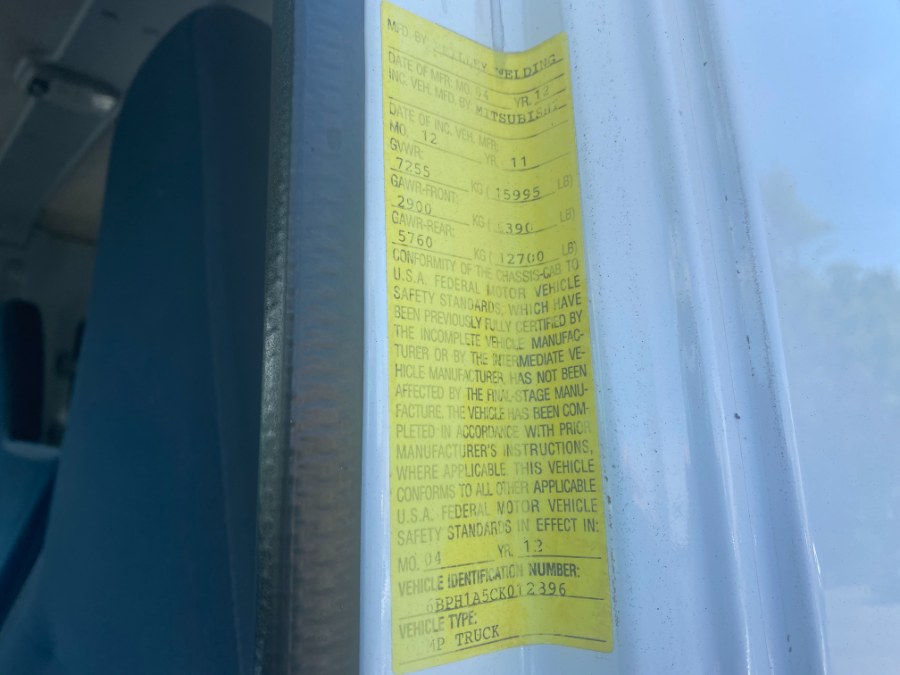 MFD BY WELDING
DATE OF MFR. MO. 04 YR. 12
INC. VEH. MFD. BY MITSUBISHI
DATE OF INC. VEH. MFR.
MO. 12 YR. 11
GVWR:
7255 KG ( 15995 LB)
GAWR-FRONT:
2900 KG ( 390 LB)
GAWR-REAR:
5760 KG ( 12700 LB)
CONFORMITY OF THE CHASSIS-CAB TO
U.S.A. FEDERAL MOTOR VEHICLE
SAFETY STANDARDS, WHICH HAVE
BEEN PREVIOUSLY FULLY CERTIFIED BY
THE INCOMPLETE VEHICLE MANUFAC-
TURER OR BY THE INTERMEDIATE VE-
HICLE MANUFACTURER, HAS NOT BEEN
AFFECTED BY THE FINAL-STAGE MANU-
FACTURE. THE VEHICLE HAS BEEN COM-
PLETED IN ACCORDANCE WITH PRIOR
MANUFACTURER'S INSTRUCTIONS,
WHERE APPLICABLE. THIS VEHICLE
CONFORMS TO ALL OTHER APPLICABLE
U.S.A. FEDERAL MOTOR VEHICLE
SAFETY STANDARDS IN EFFECT IN:
MO. 04 YR. 12
VEHICLE IDENTIFICATION NUMBER:
6BPH1A5CK012396
VEHICLE TYPE:
MP TRUCK